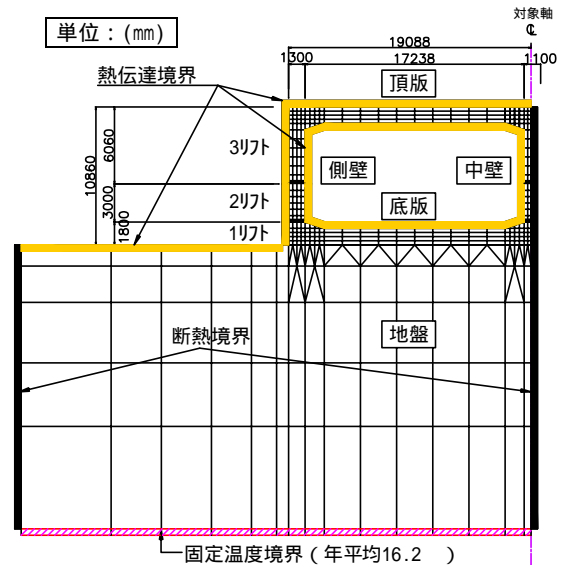 対象軸
℄
単位：(mm)
19088
1300
17238
1100
熱伝達境界
頂版
10860
6060
3000
1800
3ﾘﾌﾄ
2ﾘﾌﾄ
1ﾘﾌﾄ
側壁
中壁
底版
断熱境界
地盤
固定温度境界（年平均16.2　）